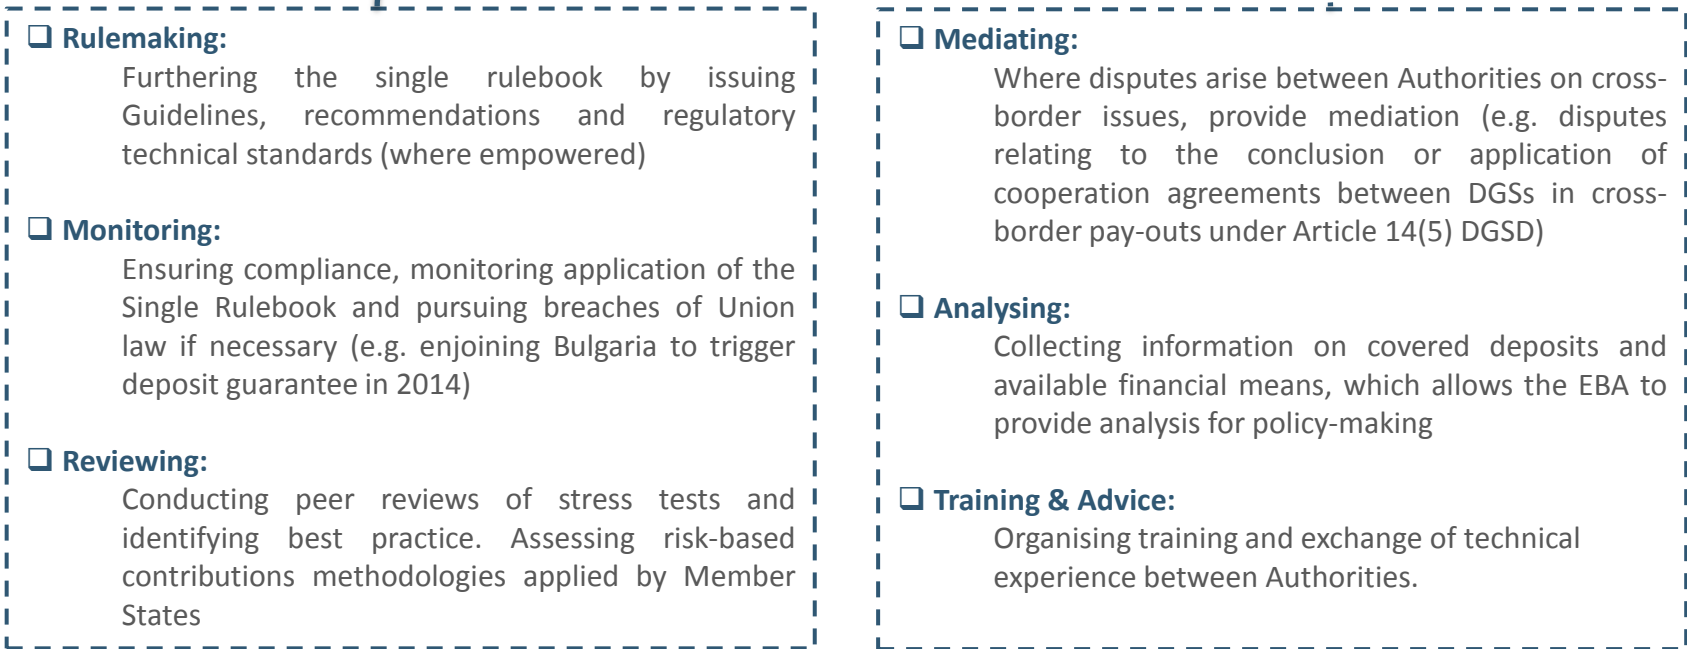 ❑ Rulemaking:
Furthering the single rulebook by issuing
Guidelines, recommendations and regulatory
technical standards (where empowered)
❑ Monitoring:
Ensuring compliance, monitoring application of the
Single Rulebook and pursuing breaches of Union
law if necessary (e.g. enjoining Bulgaria to trigger
deposit guarantee in 2014)
❑ Reviewing:
Conducting peer reviews of stress tests and
identifying best practice. Assessing risk-based
contributions methodologies applied by Member
States
❑ Mediating:
Where disputes arise between Authorities on cross-
border issues, provide mediation (e.g. disputes
relating to the conclusion or application of
cooperation agreements between DGSs in cross-
border pay-outs under Article 14(5) DGSD)
❑ Analysing:
Collecting information on covered deposits and
available financial means, which allows the EBA to
provide analysis for policy-making
❑ Training & Advice:
Organising training and exchange of technical
experience between Authorities.